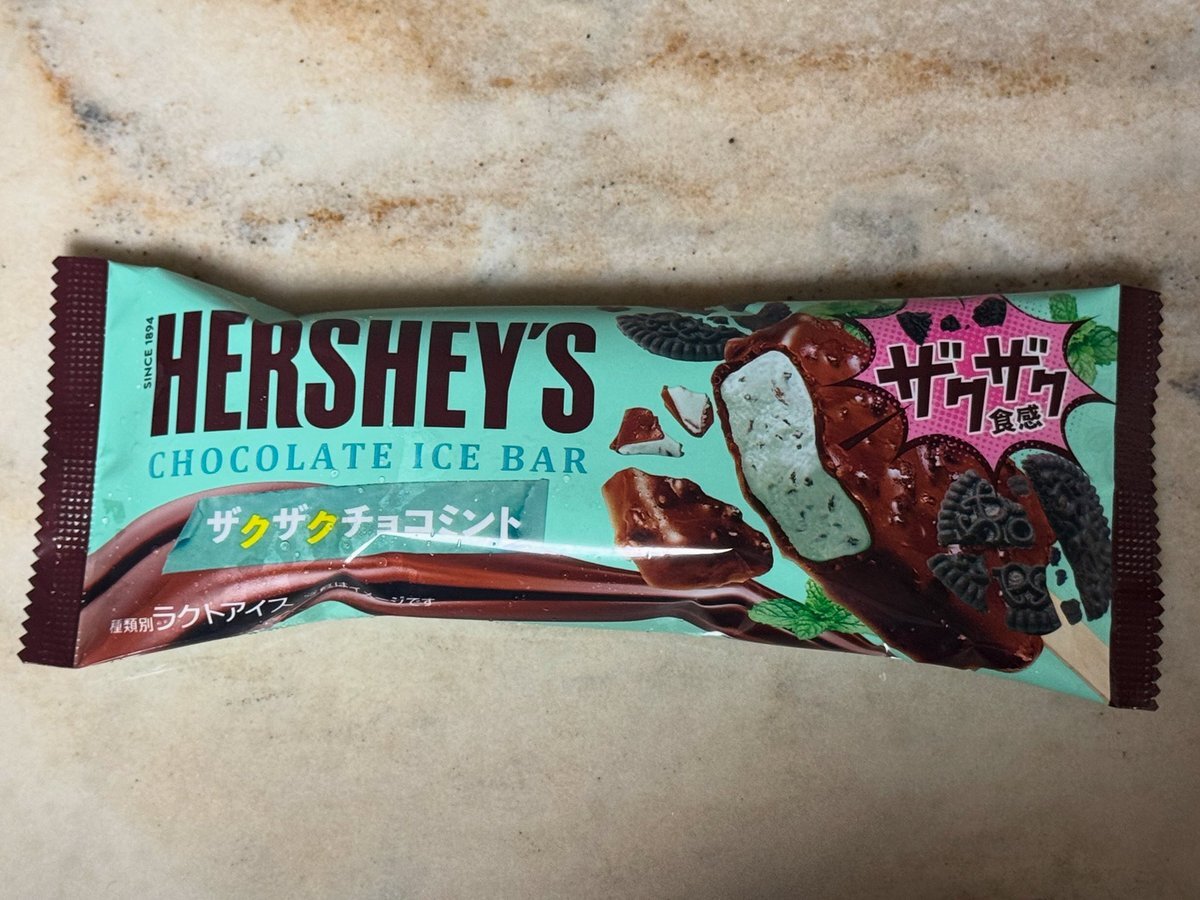 SINCE 1894
HERSHEY'S
CHOCOLATE ICE BAR
ザクザクチョコミント
種類別ラクトアイス
ザクザク
食感